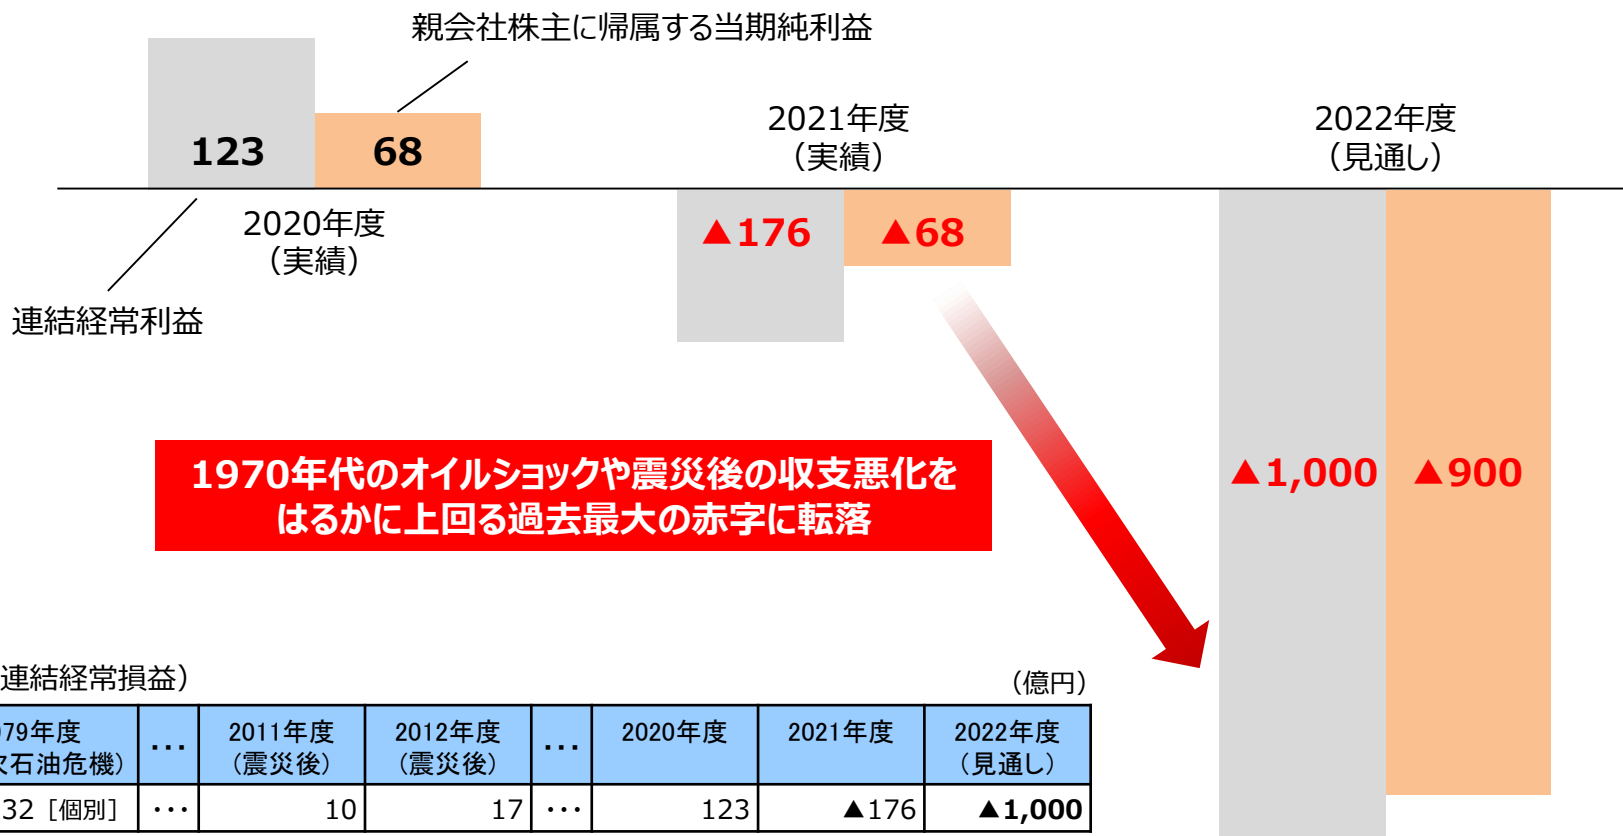 親会社株主に帰属する当期純利益
123
68
2020年度
（実績）
連結経常利益
2021年度
（実績）
▲176
▲68
2022年度
（見通し）
▲1,000
▲900
1970年代のオイルショックや震災後の収支悪化を
はるかに上回る過去最大の赤字に転落
連結経常損益）
（億円）
79年度 … 2011年度 2012年度 … 2020年度 2021年度 2022年度
石油危機） （震災後） （震災後） （見通し）
32［個別］ … 10 17 … 123 ▲176 ▲1,000